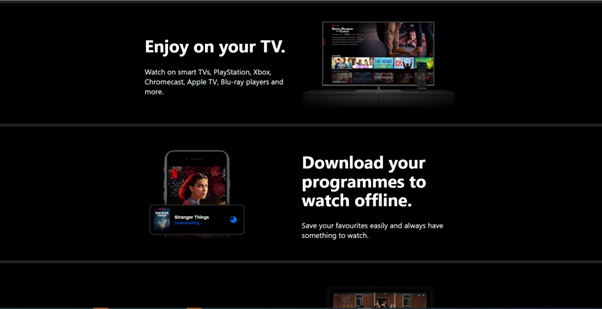 Enjoy on your TV.
Watch on smart TVs, PlayStation, Xbox,
Chromecast, Apple TV, Blu-ray players and
more.
Download your
programmes to
watch offline.
N
Stranger Things
Downloading...
Save your favourites easily and always have
something to watch.